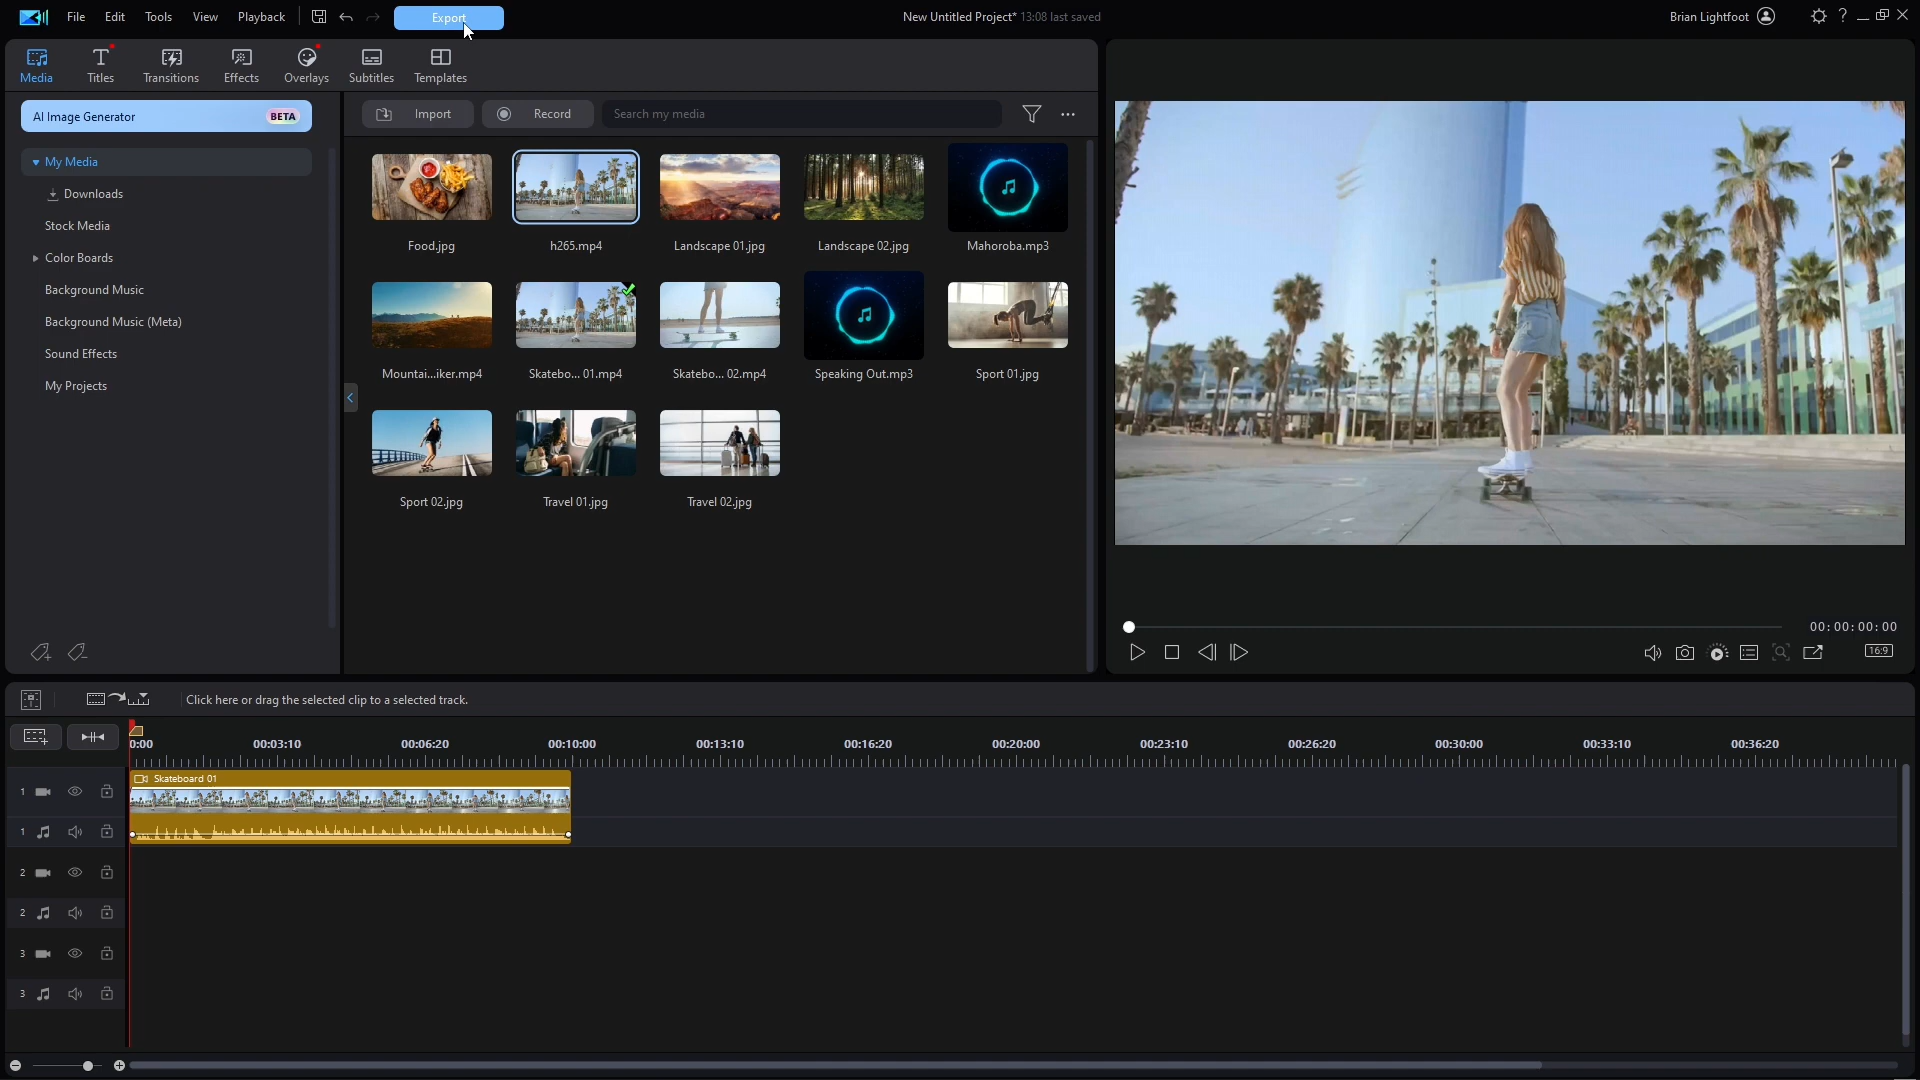 File Edit Tools View Playback Export New Untitled Project* 13:08 last saved Brian Lightfoot ?
Media Titles Transitions Effects Overlays Subtitles Templates
AI Image Generator BETA
Import Record Search my media
My Media
Downloads
Stock Media
Color Boards
Background Music
Background Music (Meta)
Sound Effects
My Projects
Food.jpg h265.mp4 Landscape 01.jpg Landscape 02.jpg Mahoroba.mp3
Mountai...iker.mp4 Skatebo... 01.mp4 Skatebo... 02.mp4 Speaking Out.mp3 Sport 01.jpg
Sport 02.jpg Travel 01.jpg Travel 02.jpg
00:00:00:00
16:9
Click here or drag the selected clip to a selected track.
0:00 00:03:10 00:06:20 00:10:00 00:13:10 00:16:20 00:20:00 00:23:10 00:26:20 00:30:00 00:33:10 00:36:20
Skateboard 01
1
1
2
2
3
3